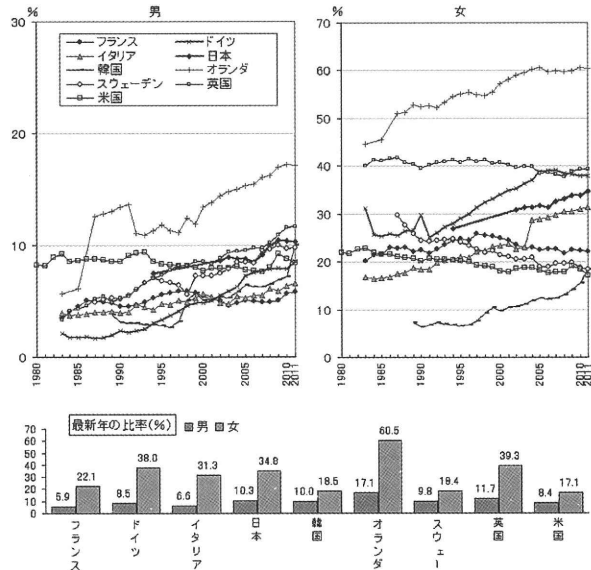 男
女
%
フランス
ドイツ
イタリア
日本
韓国
オランダ
スウェーデン
英国
米国
30
20
10
0
1980
1985
1990
1995
2000
2005
2010
2011
%
70
60
50
40
30
20
10
0
1980
1985
1990
1995
2000
2005
2010
2011
最新年の比率(%)
男
女
70
60
50
40
30
20
10
0
5.9 22.1 8.5 38.0 6.6 31.3 10.3 34.8 10.0 18.5 17.1 60.5 9.8 18.4 11.7 39.3 8.4 17.1
フランス
ドイツ
イタリア
日本
韓国
オランダ
スウェー
英国
米国